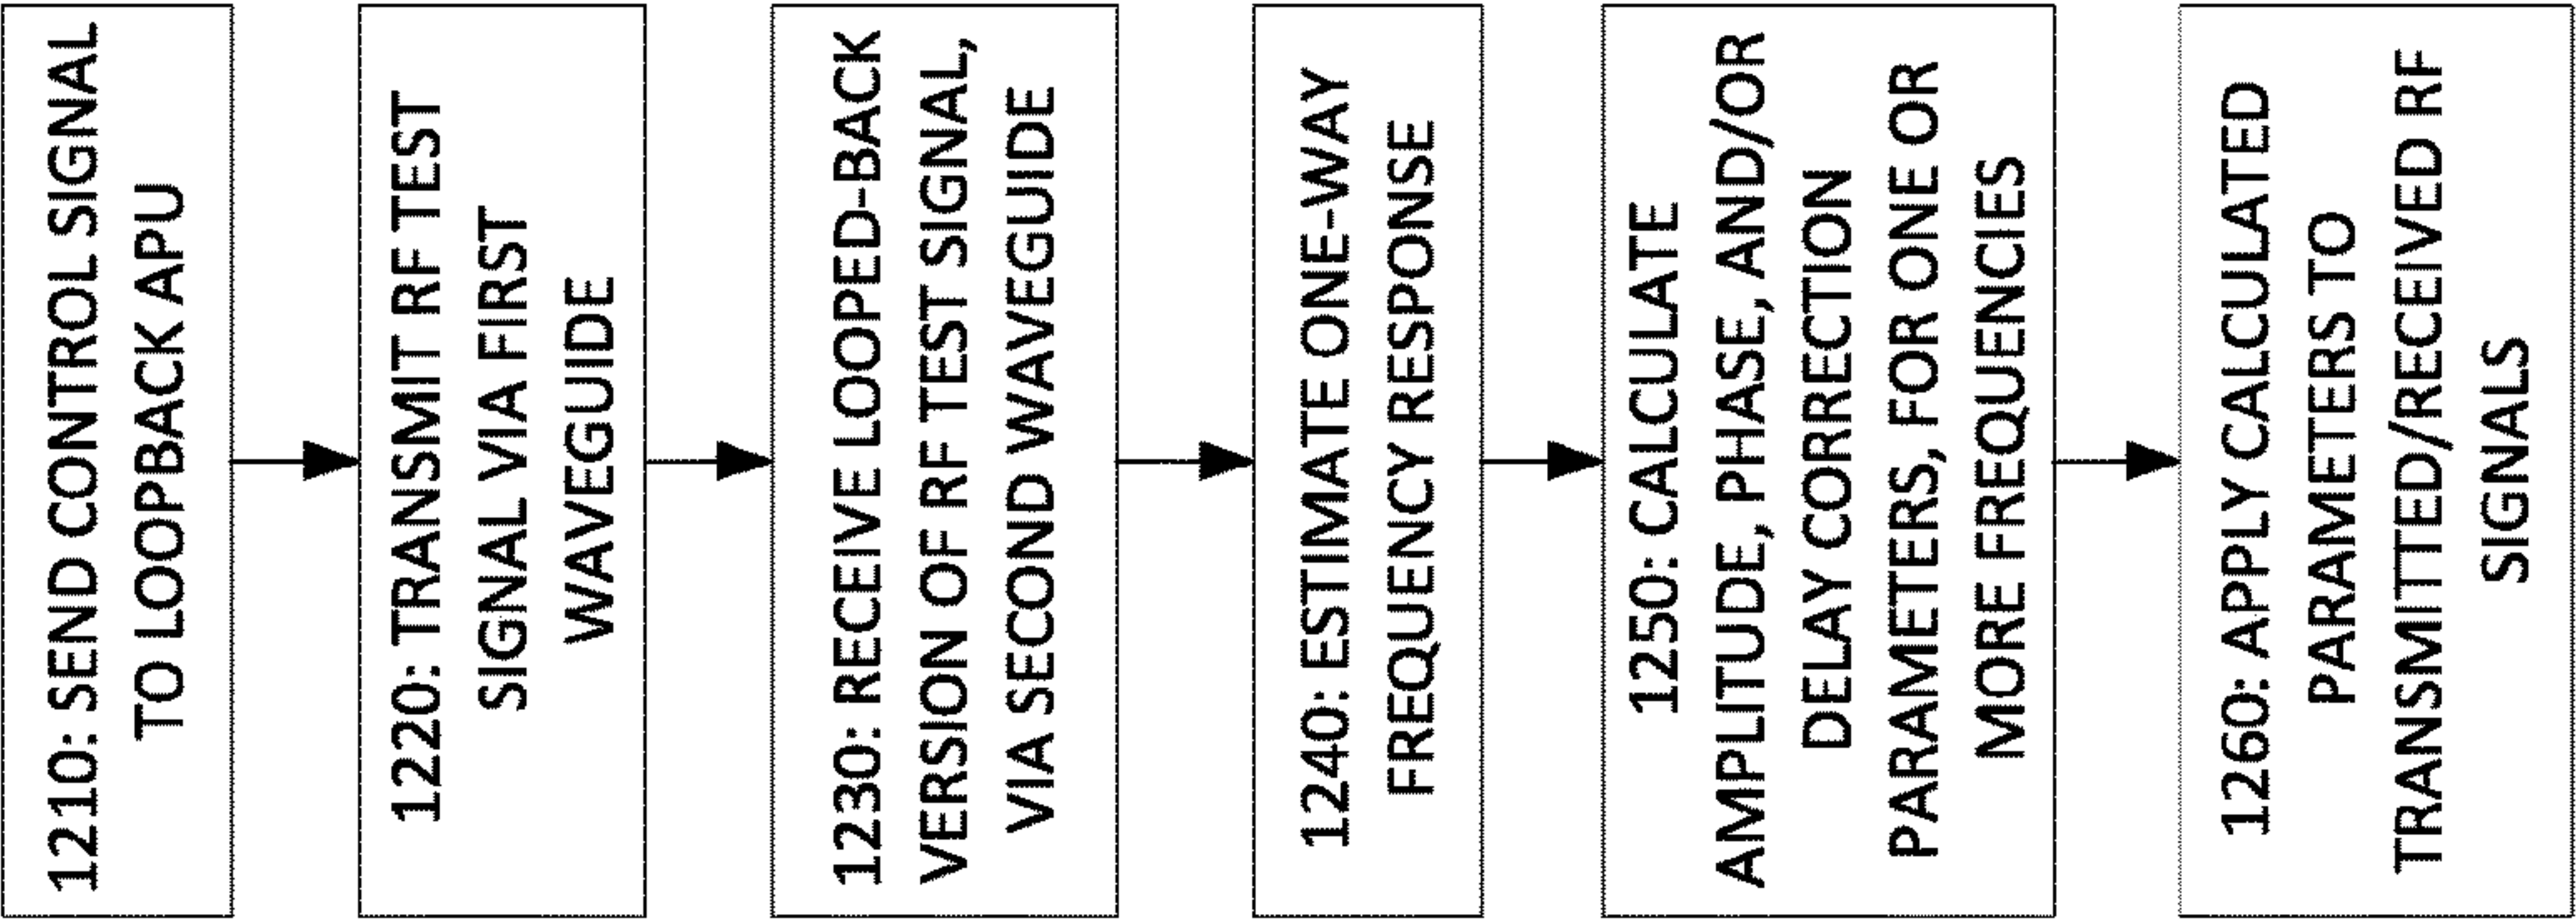 1210: SEND CONTROL SIGNAL
TO LOOPBACK APU
1220: TRANSMIT RF TEST
SIGNAL VIA FIRST
WAVEGUIDE
1230: RECEIVE LOOPED-BACK
VERSION OF RF TEST SIGNAL,
VIA SECOND WAVEGUIDE
1240: ESTIMATE ONE-WAY
FREQUENCY RESPONSE
1250: CALCULATE
AMPLITUDE, PHASE, AND/OR
DELAY CORRECTION
PARAMETERS, FOR ONE OR
MORE FREQUENCIES
1260: APPLY CALCULATED
PARAMETERS TO
TRANSMITTED/RECEIVED RF
SIGNALS